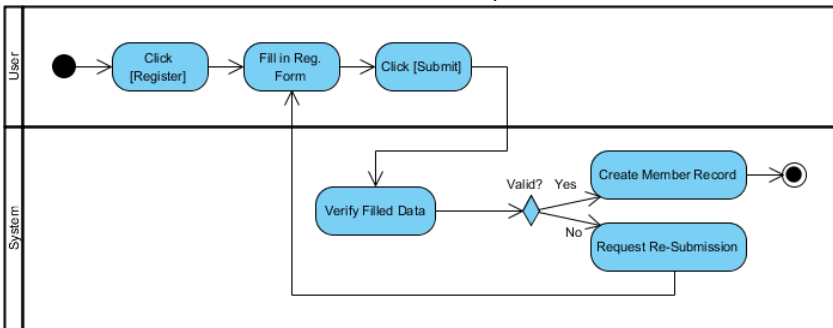 User
Click
[Register]
Fill in Reg.
Form
Click [Submit]
System
Verify Filled Data
Valid?
Yes
No
Create Member Record
Request Re-Submission